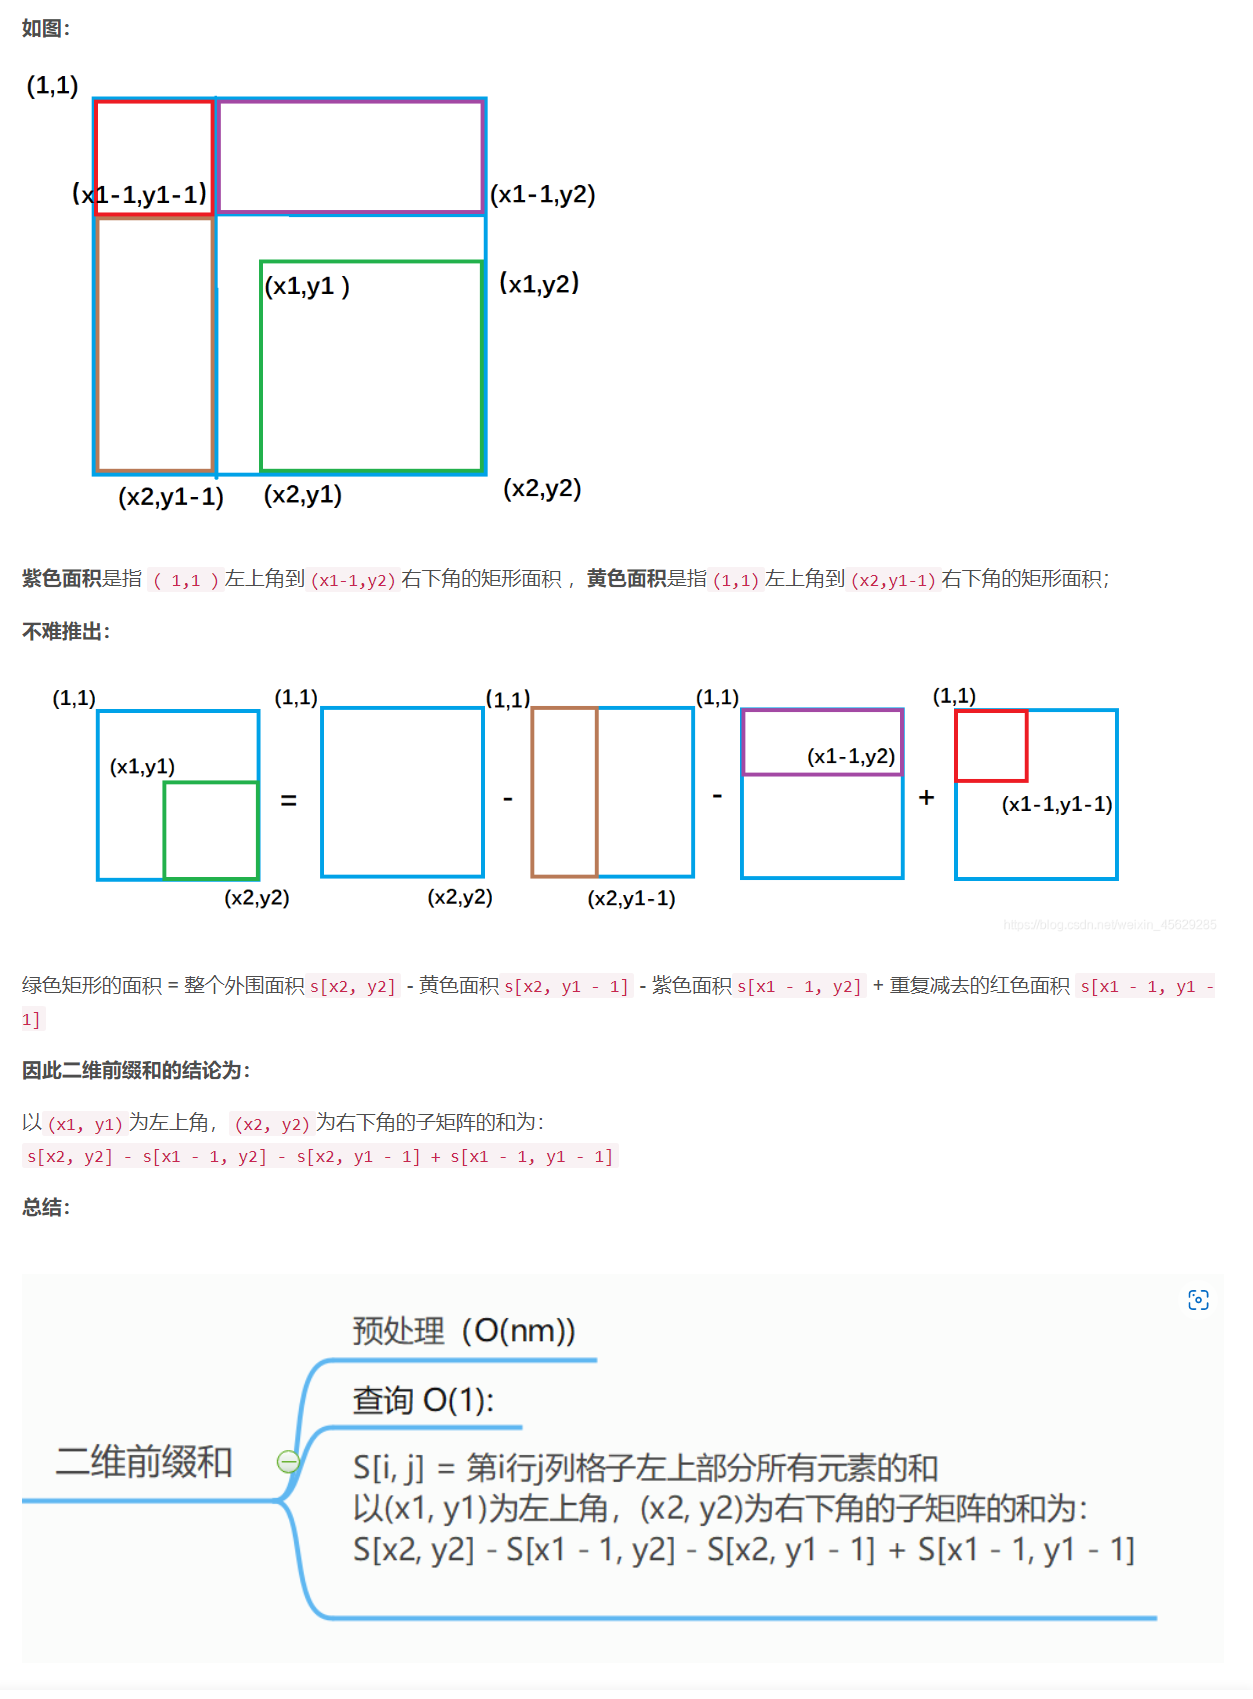 如图：
(1,1)
(x1-1,y1-1)
(x1-1,y2)
(x1,y1 )
(x1,y2)
(x2,y1-1)
(x2,y1)
(x2,y2)
紫色面积是指 ( 1,1 )左上角到(x1-1,y2)右下角的矩形面积 ，黄色面积是指(1,1)左上角到(x2,y1-1)右下角的矩形面积；
不难推出：
(1,1)
(1,1)
(1,1)
(1,1)
(1,1)
(x1,y1)
(x1-1,y2)
=
-
-
+
(x1-1,y1-1)
(x2,y2)
(x2,y2)
(x2,y1-1)
https://blog.csdn.net/weixin_45629285
绿色矩形的面积 = 整个外围面积s[x2, y2] - 黄色面积s[x2, y1 - 1] - 紫色面积s[x1 - 1, y2] + 重复减去的红色面积 s[x1 - 1, y1 -
1]
因此二维前缀和的结论为：
以(x1, y1)为左上角，(x2, y2)为右下角的子矩阵的和为：
s[x2, y2] - s[x1 - 1, y2] - s[x2, y1 - 1] + s[x1 - 1, y1 - 1]
总结：
预处理（O(nm))
查询 O(1):
二维前缀和
S[i, j] = 第i行j列格子左上部分所有元素的和
以(x1, y1)为左上角，(x2, y2)为右下角的子矩阵的和为：
S[x2, y2] - S[x1 - 1, y2] - S[x2, y1 - 1] + S[x1 - 1, y1 - 1]